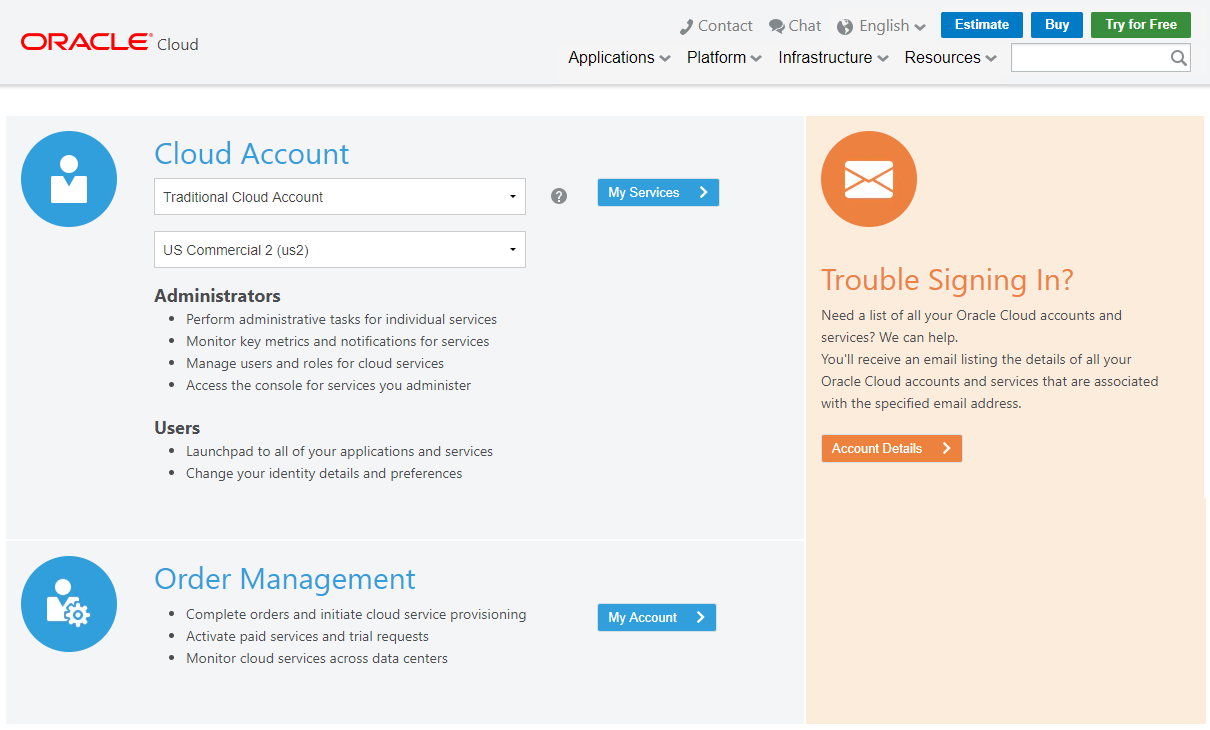 ORACLE Cloud
Contact Chat English Estimate Buy Try for Free
Applications Platform Infrastructure Resources
Cloud Account
Traditional Cloud Account
? My Services
US Commercial 2 (us2)
Administrators
• Perform administrative tasks for individual services
• Monitor key metrics and notifications for services
• Manage users and roles for cloud services
• Access the console for services you administer
Users
• Launchpad to all of your applications and services
• Change your identity details and preferences
Order Management
• Complete orders and initiate cloud service provisioning
• Activate paid services and trial requests
• Monitor cloud services across data centers
My Account
Trouble Signing In?
Need a list of all your Oracle Cloud accounts and
services? We can help.
You'll receive an email listing the details of all your
Oracle Cloud accounts and services that are associated
with the specified email address.
Account Details